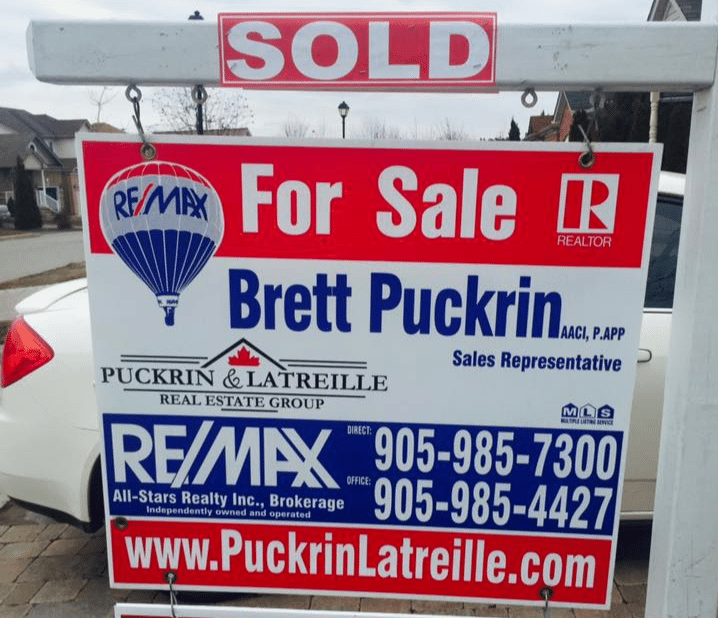 SOLD
RE/MAX
For Sale
R
REALTOR
Brett Puckrin AACI, P.APP
Sales Representative
PUCKRIN & LATREILLE
REAL ESTATE GROUP
MLS
MULTIPLE LISTING SERVICE
RE/MAX
DIRECT: 905-985-7300
OFFICE: 905-985-4427
All-Stars Realty Inc., Brokerage
Independently owned and operated
www.PuckrinLatreille.com